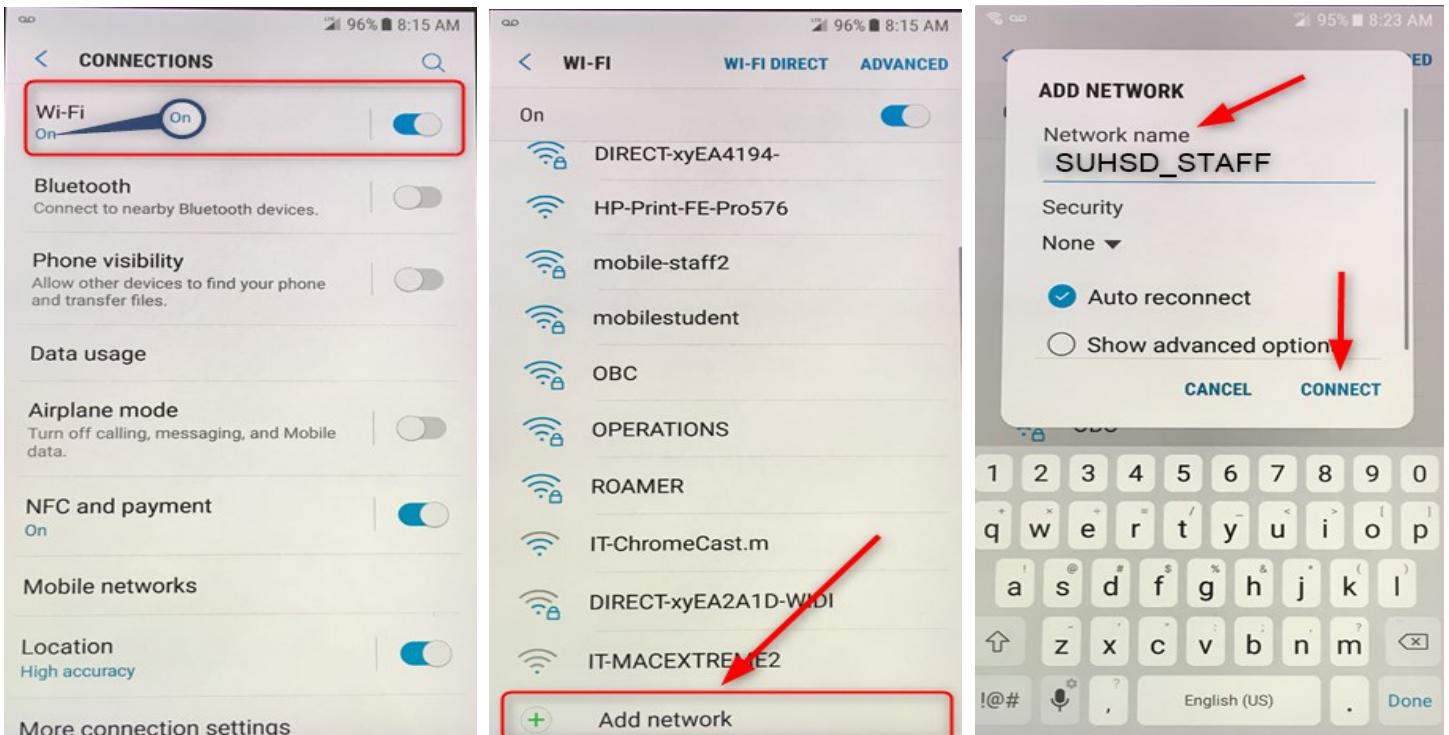 96% 8:15 AM
CONNECTIONS
Wi-Fi
On
On
Bluetooth
Connect to nearby Bluetooth devices.
Phone visibility
Allow other devices to find your phone
and transfer files.
Data usage
Airplane mode
Turn off calling, messaging, and Mobile
data.
NFC and payment
On
Mobile networks
Location
High accuracy
More connection settings
96% 8:15 AM
WI-FI WI-FI DIRECT ADVANCED
On
DIRECT-xyEA4194-
HP-Print-FE-Pro576
mobile-staff2
mobilestudent
OBC
OPERATIONS
ROAMER
IT-ChromeCast.m
DIRECT-xyEA2A1D-WIDI
IT-MACEXTREME2
+ Add network
95% 8:23 AM
ED
ADD NETWORK
Network name
SUHSD_STAFF
Security
None
Auto reconnect
Show advanced option
CANCEL CONNECT
1 2 3 4 5 6 7 8 9 0
q w e r t y u i o p
a s d f g h j k l
z x c v b n m
!@# , English (US) . Done